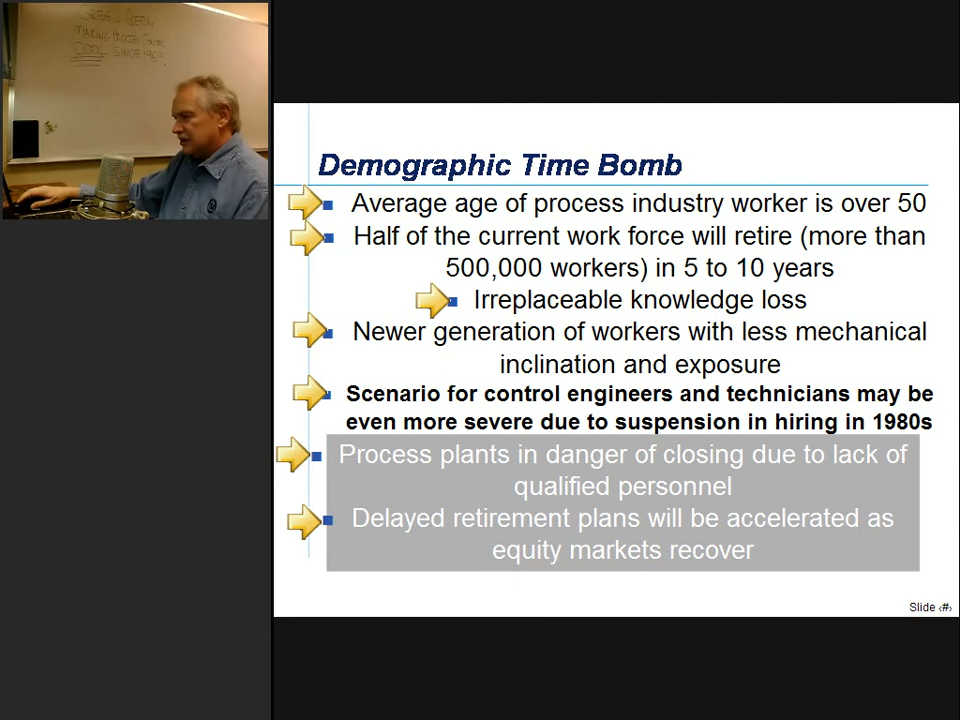 MAKING
COOL SINCE 1969
Demographic Time Bomb
Average age of process industry worker is over 50
Half of the current work force will retire (more than
500,000 workers) in 5 to 10 years
Irreplaceable knowledge loss
Newer generation of workers with less mechanical
inclination and exposure
Scenario for control engineers and technicians may be
even more severe due to suspension in hiring in 1980s
Process plants in danger of closing due to lack of
qualified personnel
Delayed retirement plans will be accelerated as
equity markets recover
Slide ‹#›